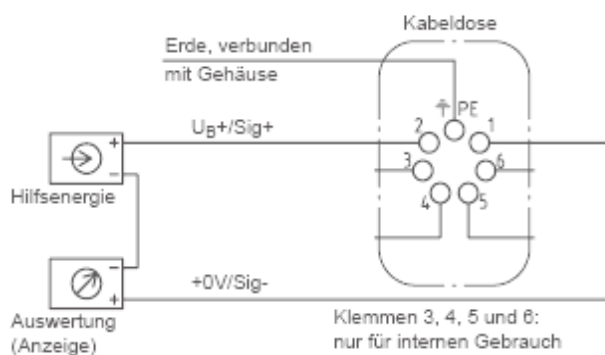 Kabeldose
Erde, verbunden
mit Gehäuse
PE
UB+/Sig+
2
1
+
3
6
−
Hilfsenergie
4
5
−
+
+0V/Sig-
Auswertung
(Anzeige)
Klemmen 3, 4, 5 und 6:
nur für internen Gebrauch